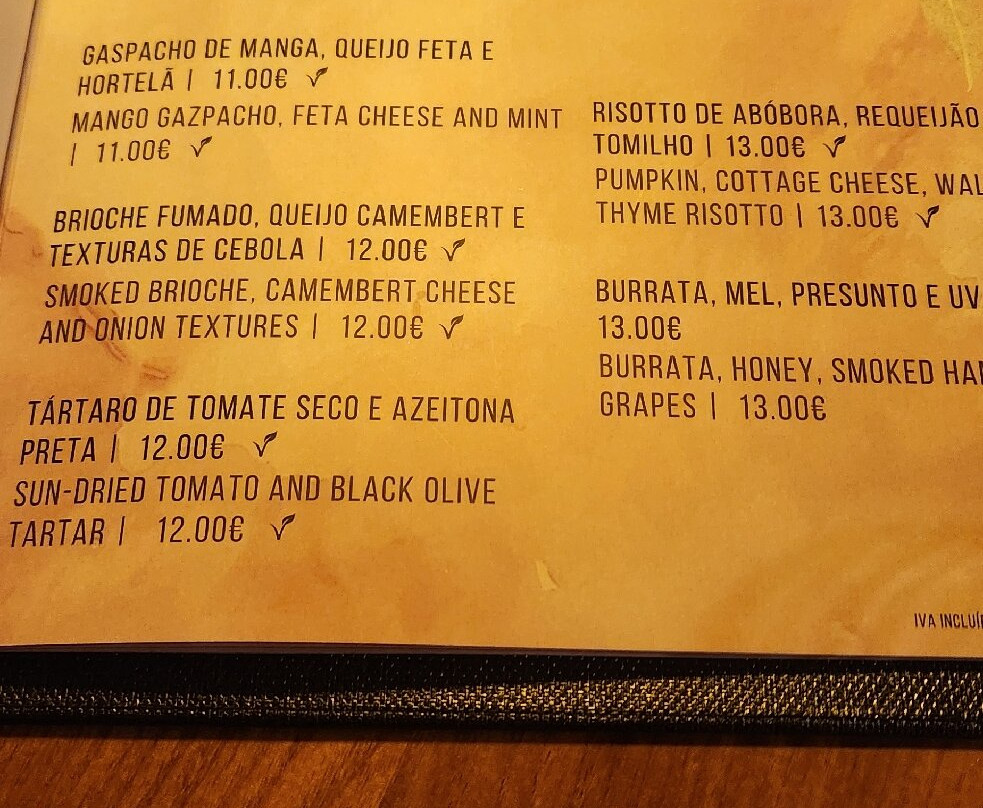 GASPACHO DE MANGA, QUEIJO FETA E
HORTELÃ | 11.00€
MANGO GAZPACHO, FETA CHEESE AND MINT
| 11.00€
BRIOCHE FUMADO, QUEIJO CAMEMBERT E
TEXTURAS DE CEBOLA | 12.00€
SMOKED BRIOCHE, CAMEMBERT CHEESE
AND ONION TEXTURES | 12.00€
TÁRTARO DE TOMATE SECO E AZEITONA
PRETA | 12.00€
SUN-DRIED TOMATO AND BLACK OLIVE
TARTAR | 12.00€
RISOTTO DE ABÓBORA, REQUEIJÃO
TOMILHO | 13.00€
PUMPKIN, COTTAGE CHEESE,
THYME RISOTTO | 13.00€
BURRATA, MEL, PRESUNTO E
13.00€
BURRATA, HONEY, SMOKED
GRAPES | 13.00€
IVA